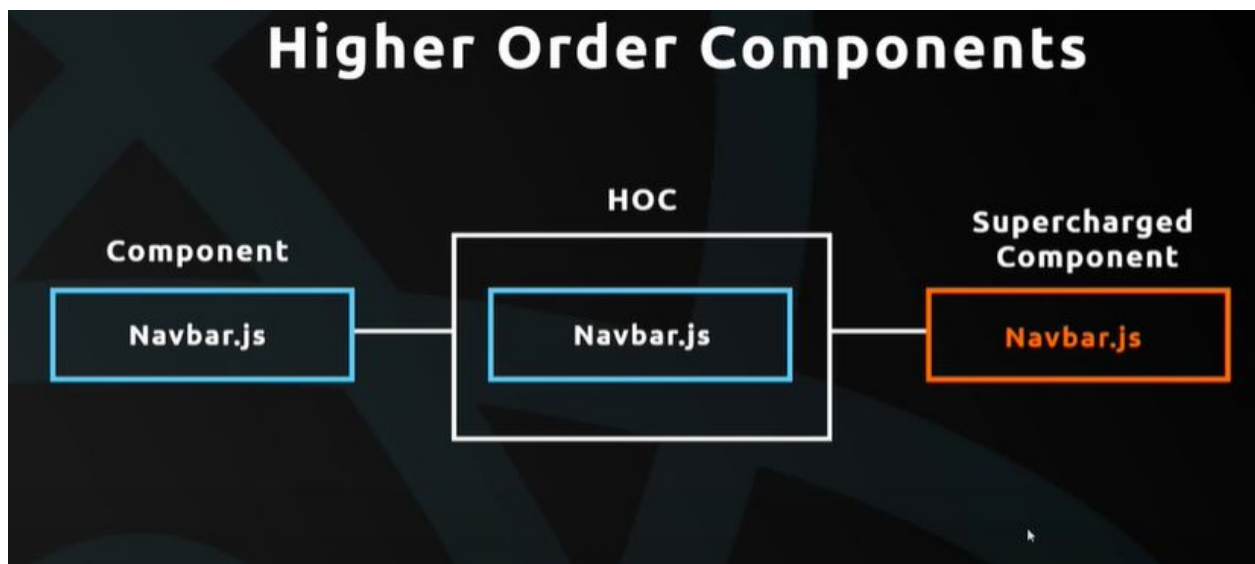 Higher Order Components
Component
Navbar.js
HOC
Navbar.js
Supercharged
Component
Navbar.js